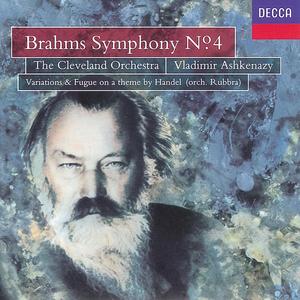 DECCA
Brahms Symphony Nº.4
The Cleveland Orchestra | Vladimir Ashkenazy
Variations & Fugue on a theme by Handel (orch. Rubbra)